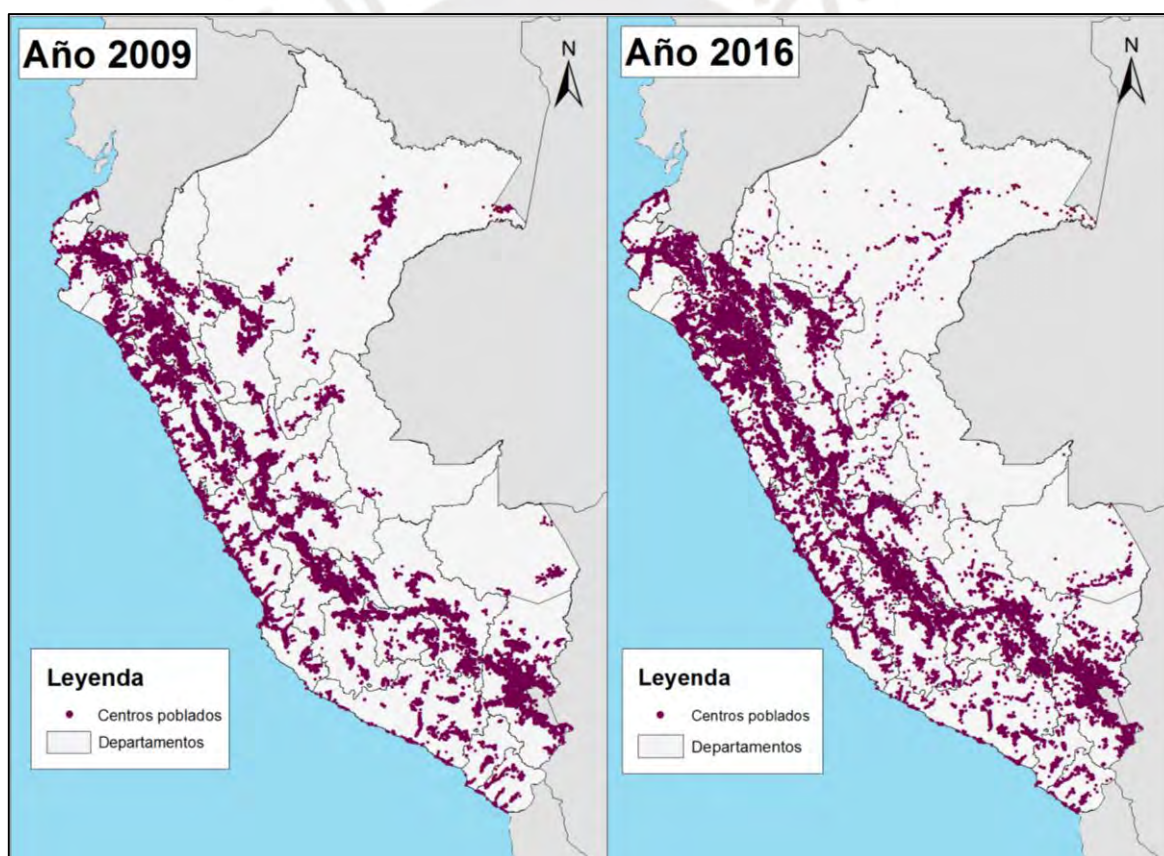 Año 2009
N
Leyenda
Centros poblados
Departamentos
Año 2016
N
Leyenda
Centros poblados
Departamentos